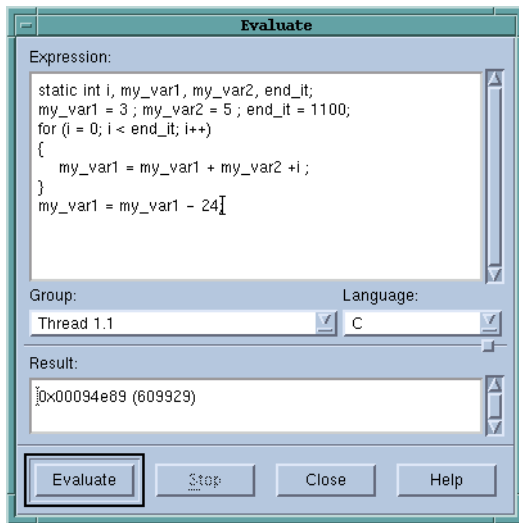 Evaluate
Expression:
static int i, my_var1, my_var2, end_it;
my_var1 = 3 ; my_var2 = 5 ; end_it = 1100;
for (i = 0; i < end_it; i++)
{
my_var1 = my_var1 + my_var2 +i ;
}
my_var1 = my_var1 - 24;
Group:
Language:
Thread 1.1
C
Result:
0x00094e89 (609929)
Evaluate
Stop
Close
Help